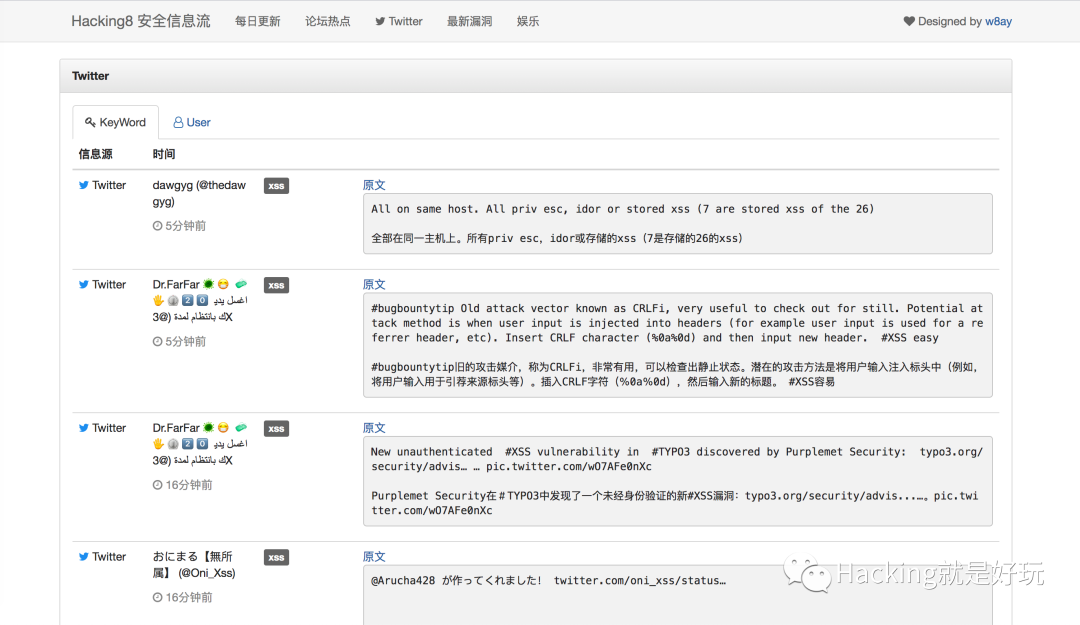 Hacking8 安全信息流 每日更新 论坛热点 Twitter 最新漏洞 娱乐 Designed by w8ay
Twitter
KeyWord User
信息源 时间
Twitter dawgyg (@thedaw xss 原文
gyg)
5分钟前
All on same host. All priv esc, idor or stored xss (7 are stored xss of the 26)
全部在同一主机上。所有priv esc，idor或存储的xss（7是存储的26的xss）
Twitter Dr.FarFar xss 原文
2 0 اغسل يدي
ك بانتظام لمدة (@3X
5分钟前
#bugbountytip Old attack vector known as CRLFi, very useful to check out for still. Potential at
tack method is when user input is injected into headers (for example user input is used for a re
ferrer header, etc). Insert CRLF character (%0a%0d) and then input new header. #XSS easy
#bugbountytip旧的攻击媒介，称为CRLFi，非常有用，可以检查出静止状态。潜在的攻击方法是将用户输入注入标头中（例如，
将用户输入用于引荐来源标头等）。插入CRLF字符（％0a％0d），然后输入新的标题。 #XSS容易
Twitter Dr.FarFar xss 原文
2 0 اغسل يدي
ك بانتظام لمدة (@3X
16分钟前
New unauthenticated #XSS vulnerability in #TYPO3 discovered by Purplemet Security: typo3.org/
security/advis… … pic.twitter.com/wO7AFe0nXc
Purplemet Security在＃TYPO3中发现了一个未经身份验证的新#XSS漏洞：typo3.org/security/advis...…。pic.twi
tter.com/wO7AFe0nXc
Twitter おにまる【無所 xss 原文
属】 (@Oni_Xss)
16分钟前
@Arucha428 が作ってくれました！ twitter.com/oni_xss/status…
Hacking就是好玩